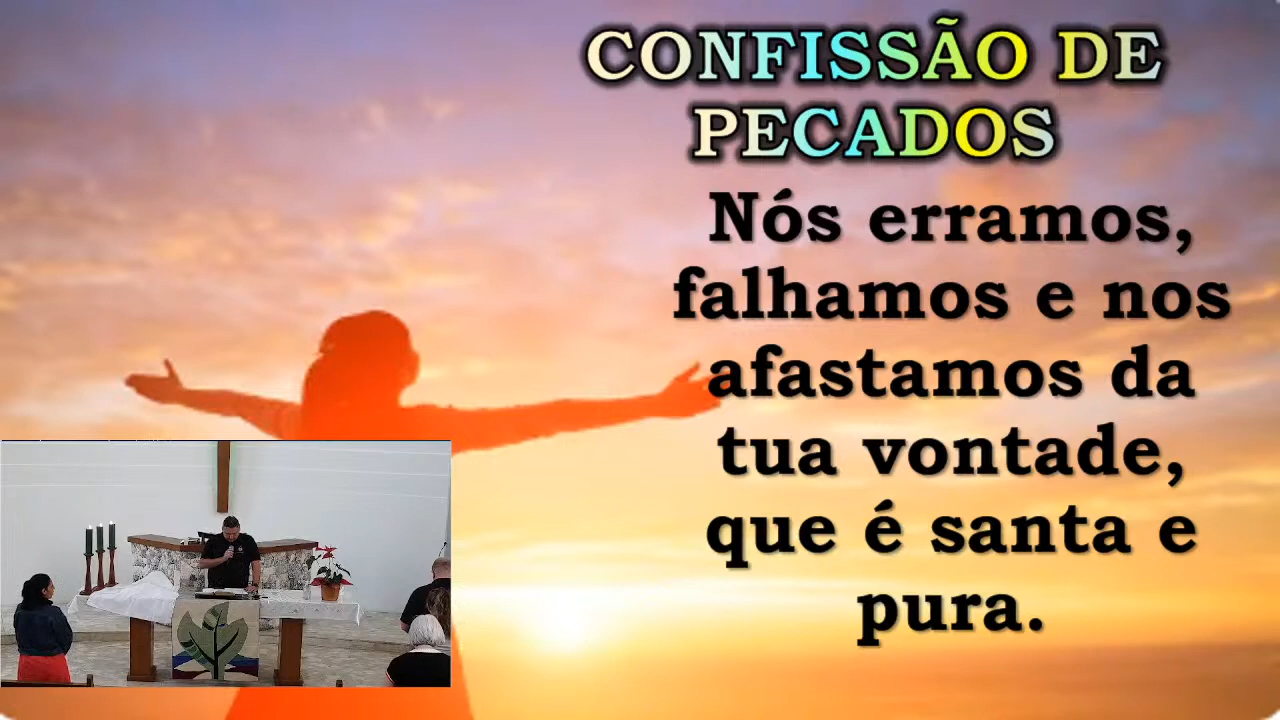 CONFISSÃO DE
PECADOS
Nós erramos,
falhamos e nos
afastamos da
tua vontade,
que é santa e
pura.